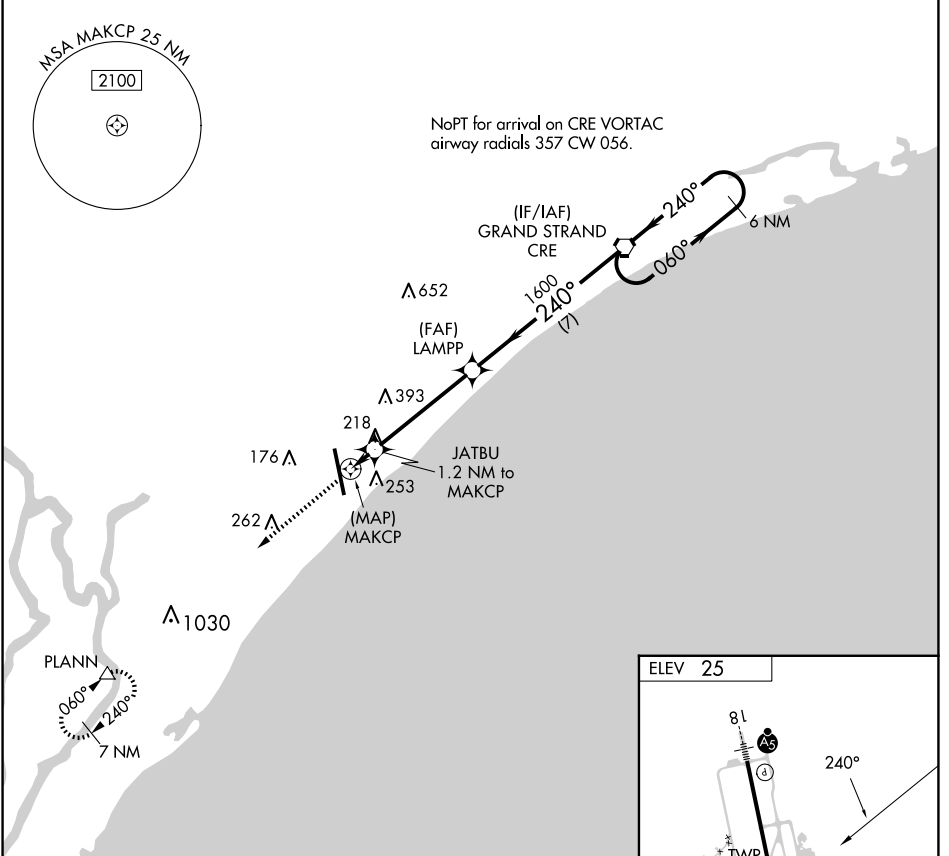 MSA MAKCP 25 NM
2100
NoPT for arrival on CRE VORTAC
airway radials 357 CW 056.
(IF/IAF)
GRAND STRAND
CRE
240°
6 NM
060°
1600
240°
(7)
652
(FAF)
LAMPP
393
218
176
JATBU
1.2 NM to
MAKCP
253
(MAP)
MAKCP
262
1030
PLANN
060°
240°
7 NM
ELEV 25
18
A5
P
240°
TWR